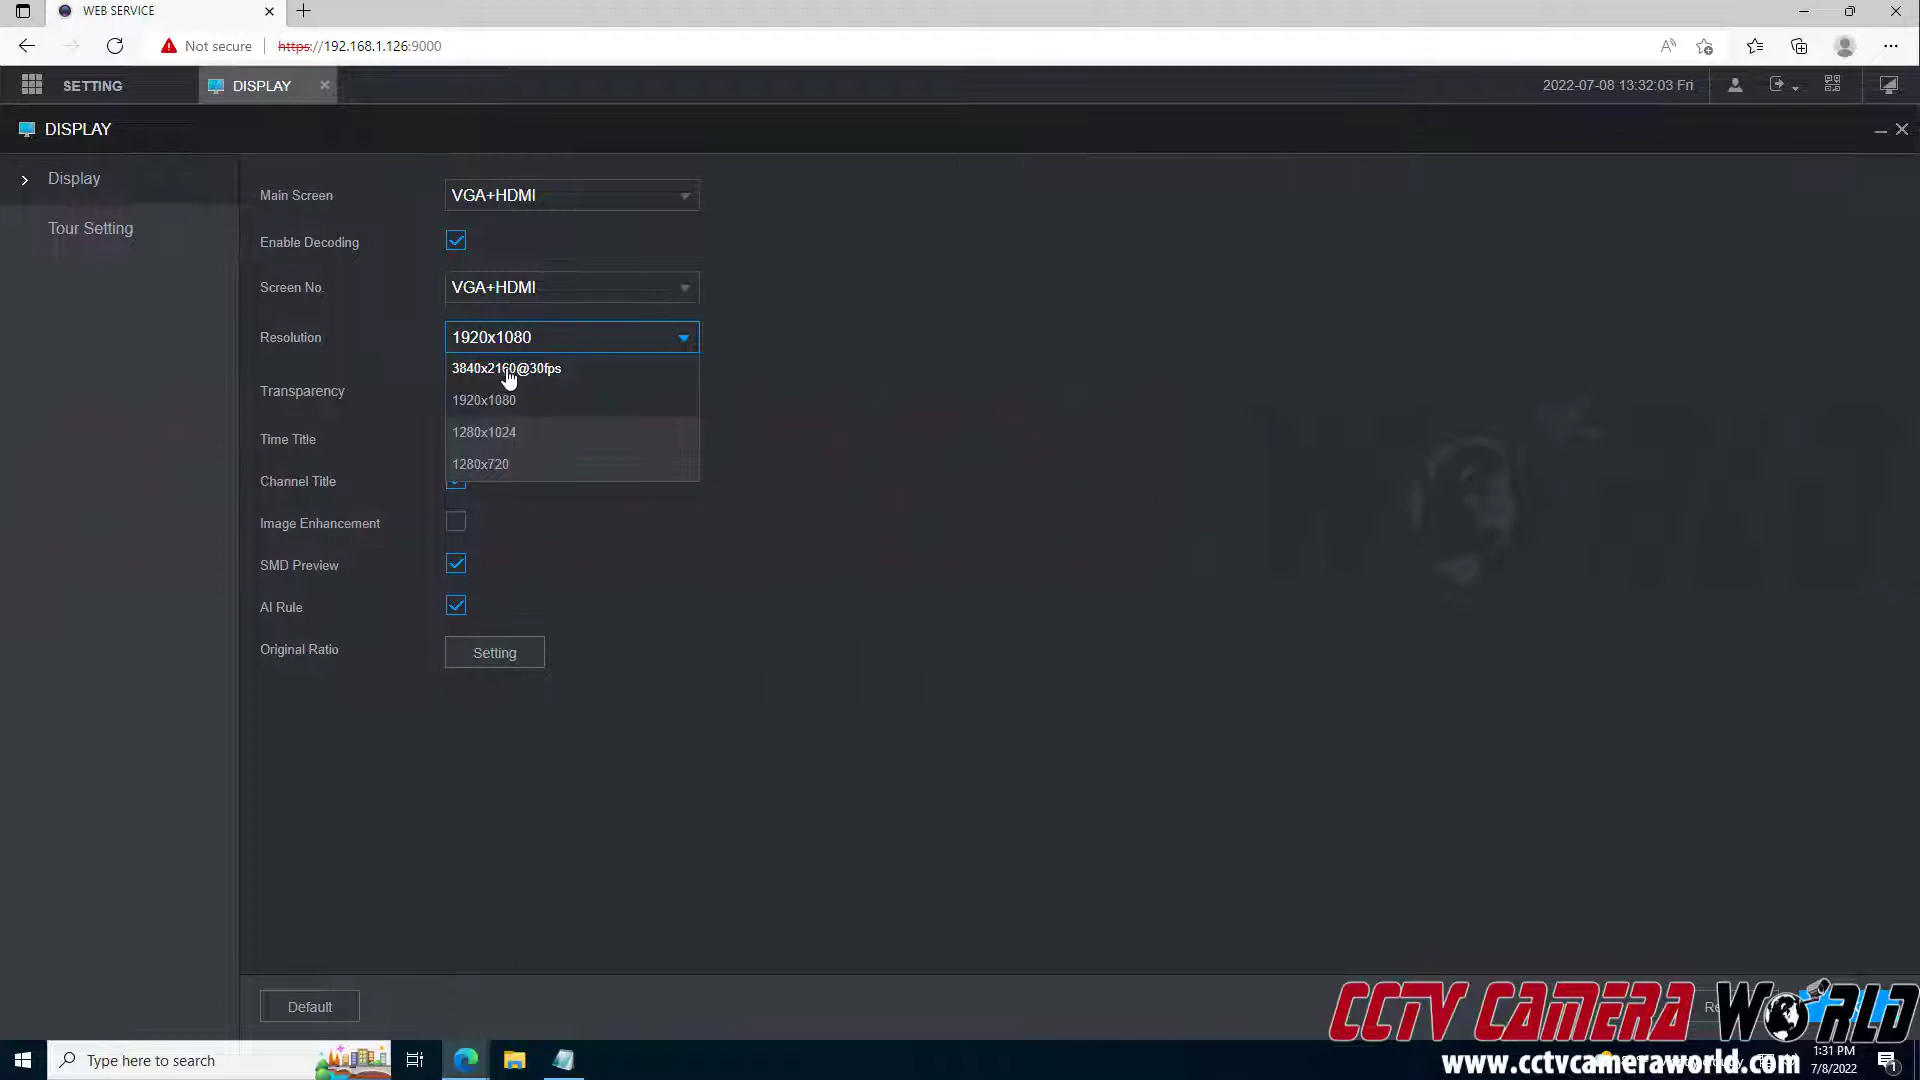 WEB SERVICE
Not secure
https://192.168.1.126:9000
SETTING
DISPLAY
2022-07-08 13:32:03 Fri
DISPLAY
Display
Tour Setting
Main Screen
VGA+HDMI
Enable Decoding
Screen No.
VGA+HDMI
Resolution
1920x1080
3840x2160@30fps
1920x1080
1280x1024
1280x720
Transparency
Time Title
Channel Title
Image Enhancement
SMD Preview
AI Rule
Original Ratio
Setting
Default
CCTV CAMERA WORLD
www.cctvcameraworld.com
Type here to search
1:31 PM
7/8/2022
1